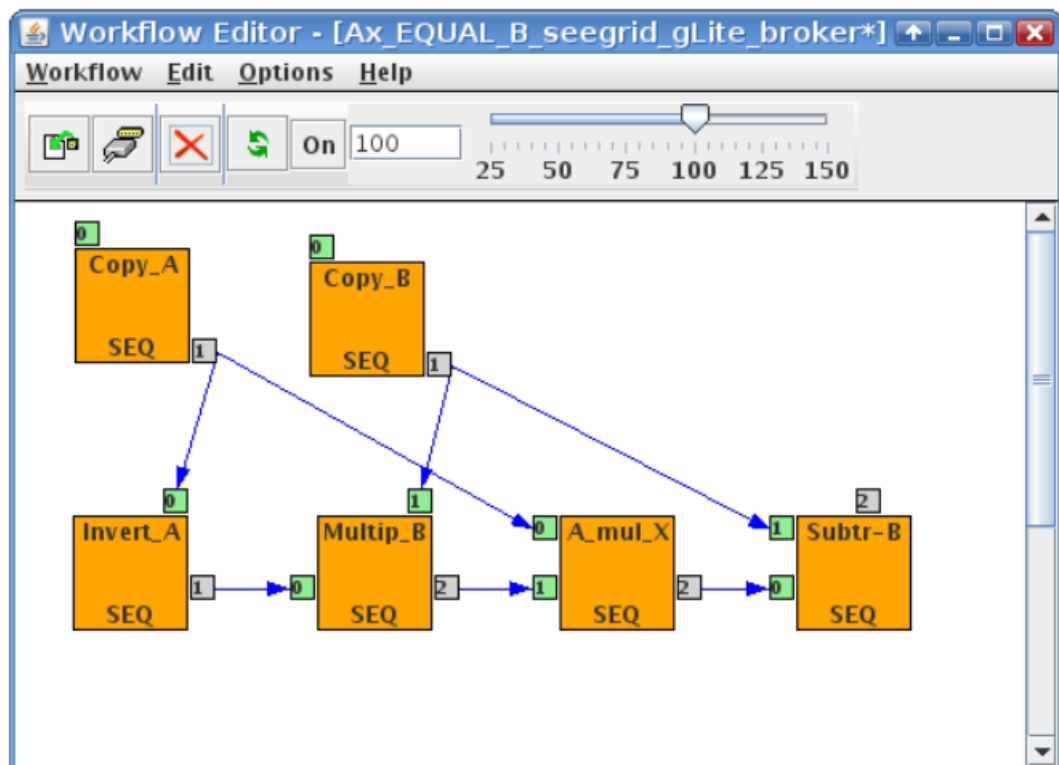 Workflow Editor - [Ax_EQUAL_B_seegrid_gLite_broker*]
Workflow Edit Options Help
On 100
25 50 75 100 125 150
0
Copy_A
SEQ
1
0
Copy_B
SEQ
1
0
Invert_A
SEQ
1
1
0
Multip_B
SEQ
2
0
1
A_mul_X
SEQ
2
2
1
0
Subtr-B
SEQ